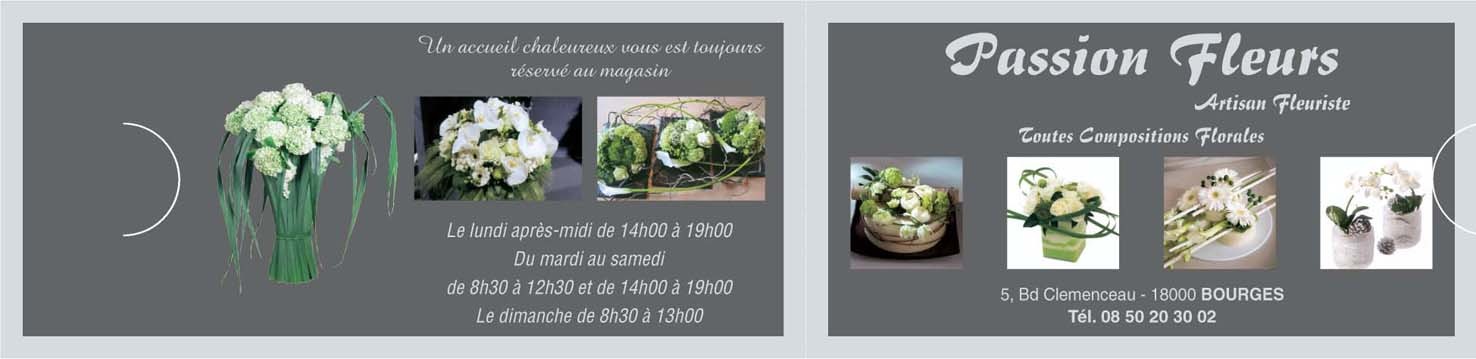 Un accueil chaleureux vous est toujours
réservé au magasin
Le lundi après-midi de 14h00 à 19h00
Du mardi au samedi
de 8h30 à 12h30 et de 14h00 à 19h00
Le dimanche de 8h30 à 13h00
Passion Fleurs
Artisan Fleuriste
Toutes Compositions Florales
5, Bd Clemenceau - 18000 BOURGES
Tél. 08 50 20 30 02